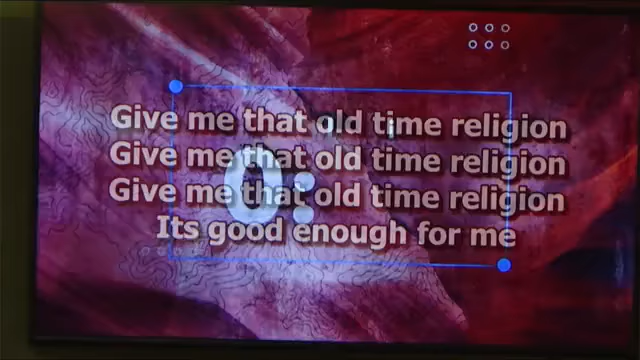 Give me that old time religion
Give me that old time religion
Give me that old time religion
Its good enough for me
0: